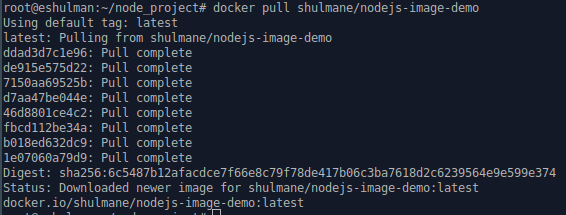 root@eshulman:~/node_project# docker pull shulmane/nodejs-image-demo
Using default tag: latest
latest: Pulling from shulmane/nodejs-image-demo
ddad3d7c1e96: Pull complete
de915e575d22: Pull complete
7150aa69525b: Pull complete
d7aa47be044e: Pull complete
46d8801ce4c2: Pull complete
fbcd112be34a: Pull complete
b018ed632dc9: Pull complete
1e07060a79d9: Pull complete
Digest: sha256:6c5487b12afacdce7f66e8c79f78de417b06c3ba7618d2c6239564e9e599e374
Status: Downloaded newer image for shulmane/nodejs-image-demo:latest
docker.io/shulmane/nodejs-image-demo:latest